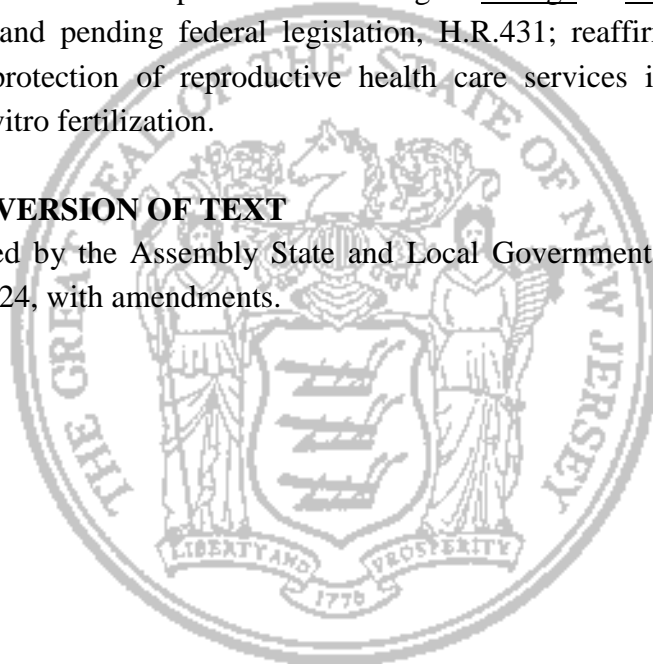 and pending federal legislation, H.R.431; reaffir
protection of reproductive health care services i
vitro fertilization.
VERSION OF TEXT
ed by the Assembly State and Local Government
24, with amendments.
THE GREAT SEAL OF THE STATE OF NEW JERSEY
LIBERTY AND PROSPERITY
1776